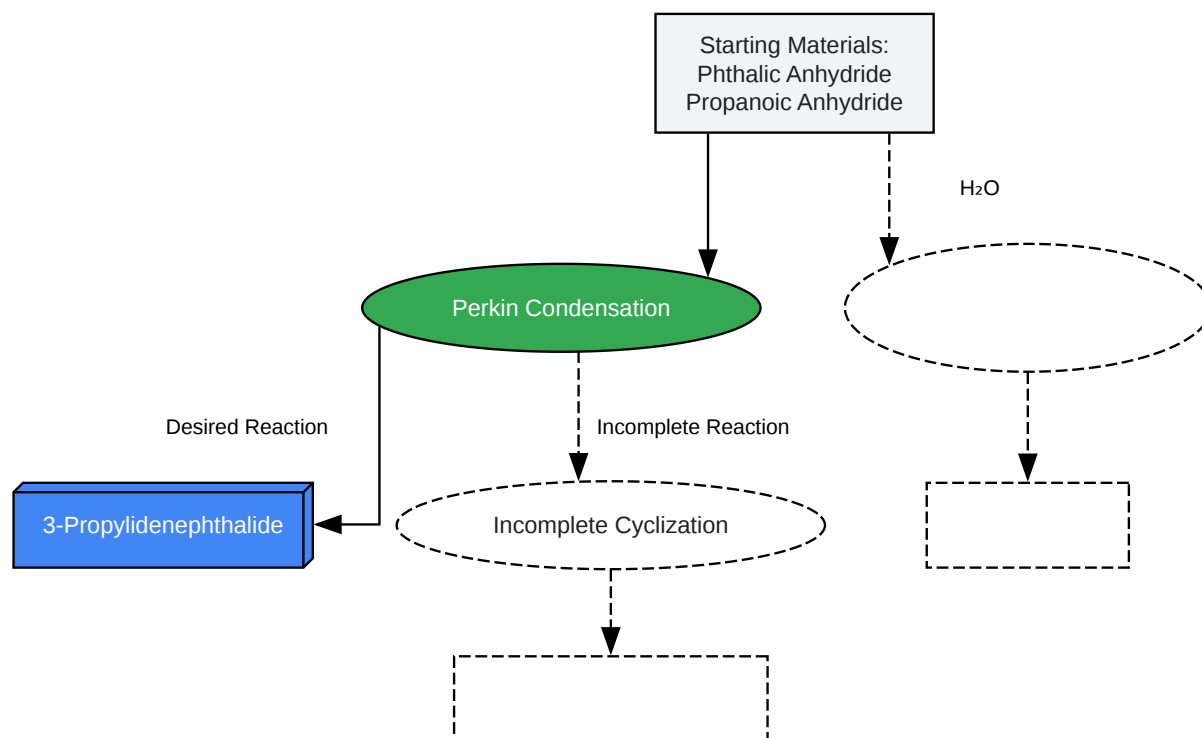 Starting Materials:
Phthalic Anhydride
Propanoic Anhydride
H₂O
Perkin Condensation
Desired Reaction
Incomplete Reaction
3-Propylidenephthalide
Incomplete Cyclization